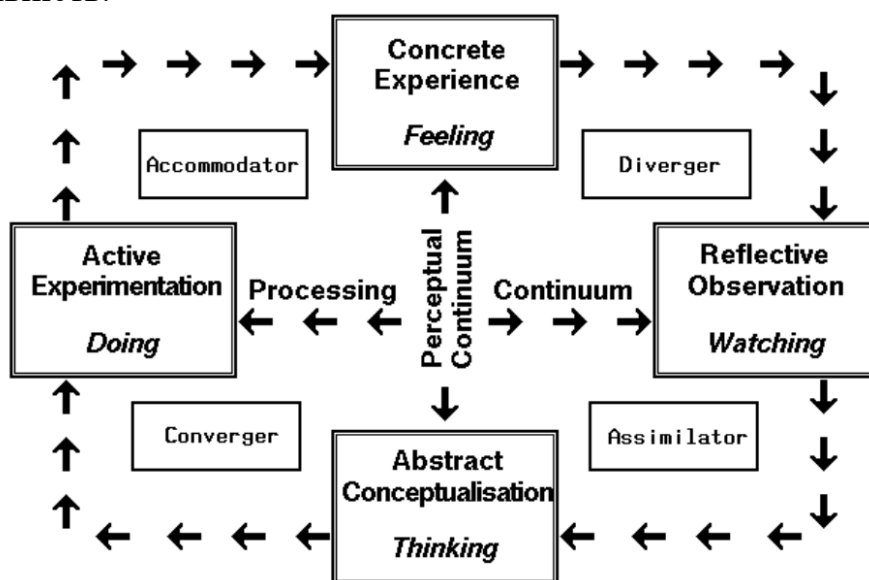 Concrete
Experience
Feeling
Accommodator
Diverger
Active
Experimentation
Doing
Processing
Perceptual
Continuum
Continuum
Reflective
Observation
Watching
Converger
Assimilator
Abstract
Conceptualisation
Thinking